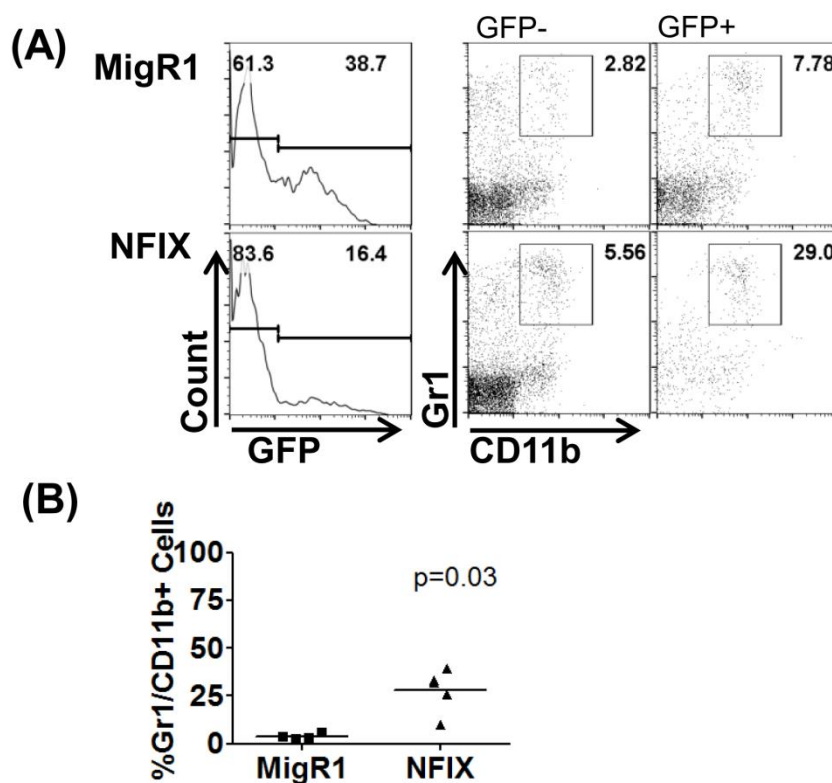 (A)
GFP- GFP+
MigR1
61.3 38.7
2.82
7.78
NFIX
83.6 16.4
5.56
29.0
Count
GFP
Gr1
CD11b
(B)
%Gr1/CD11b+ Cells
100
75
50
25
0
p=0.03
MigR1 NFIX